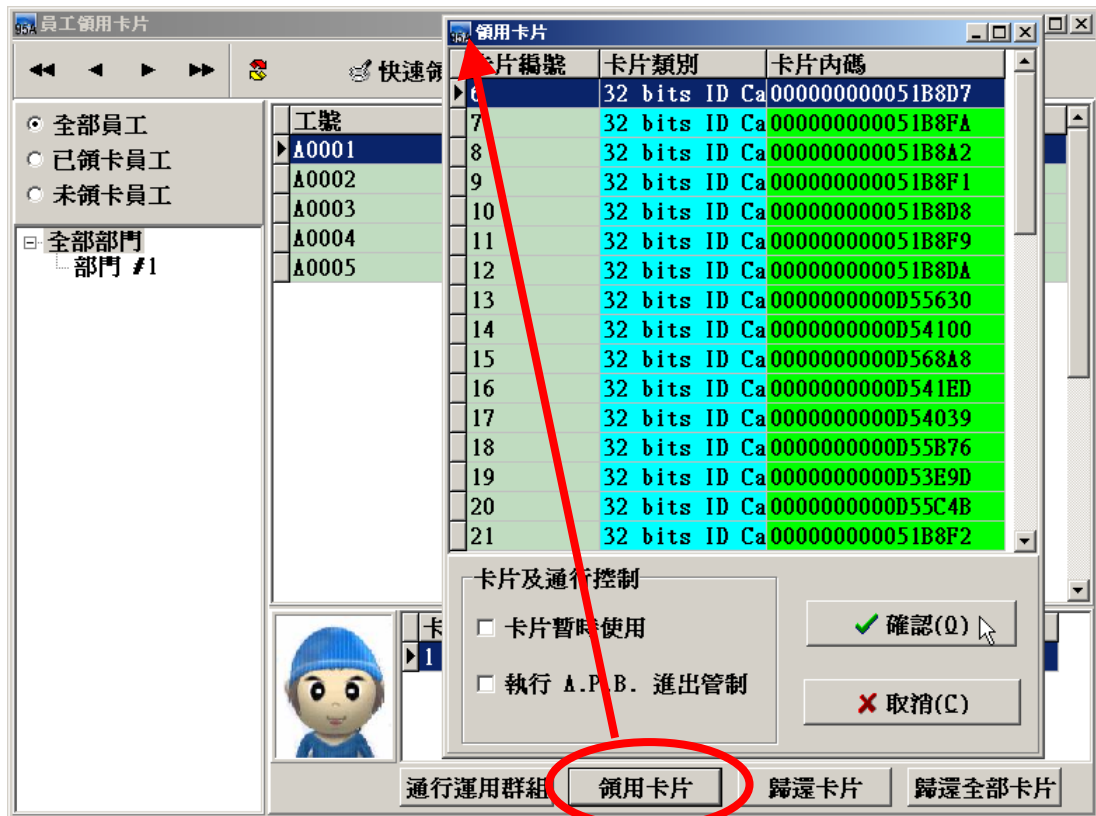 員工領用卡片
快速領
全部員工
已領卡員工
未領卡員工
全部部門
部門 #1
工號
A0001
A0002
A0003
A0004
A0005
領用卡片
卡片編號 卡片類別 卡片內碼
6 32 bits ID Ca 000000000051B8D7
7 32 bits ID Ca 000000000051B8FA
8 32 bits ID Ca 000000000051B8A2
9 32 bits ID Ca 000000000051B8F1
10 32 bits ID Ca 000000000051B8D8
11 32 bits ID Ca 000000000051B8F9
12 32 bits ID Ca 000000000051B8DA
13 32 bits ID Ca 0000000000D55630
14 32 bits ID Ca 0000000000D54100
15 32 bits ID Ca 0000000000D568A8
16 32 bits ID Ca 0000000000D541ED
17 32 bits ID Ca 0000000000D54039
18 32 bits ID Ca 0000000000D55B76
19 32 bits ID Ca 0000000000D53E9D
20 32 bits ID Ca 0000000000D55C4B
21 32 bits ID Ca 000000000051B8F2
卡片及通行控制
卡片暫時使用
執行 A.P.B. 進出管制
確認(O)
取消(C)
1
通行運用群組 領用卡片 歸還卡片 歸還全部卡片